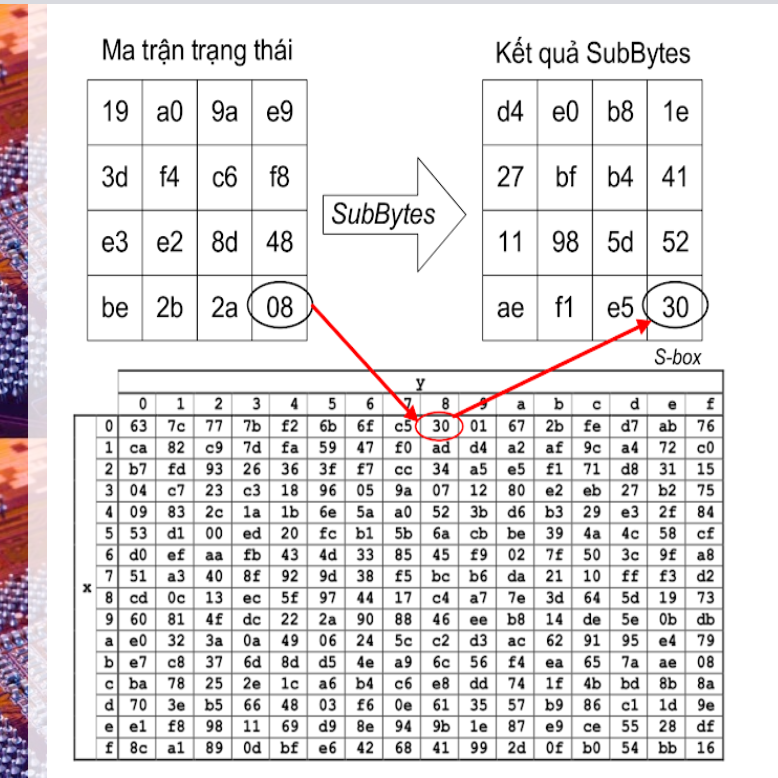 Ma trận trạng thái
Kết quả SubBytes
19 a0 9a e9
d4 e0 b8 1e
3d f4 c6 f8
27 bf b4 41
SubBytes
e3 e2 8d 48
11 98 5d 52
be 2b 2a 08
ae f1 e5 30
S-box
y
0 1 2 3 4 5 6 7 8 9 a b c d e f
0 63 7c 77 7b f2 6b 6f c5 30 01 67 2b fe d7 ab 76
1 ca 82 c9 7d fa 59 47 f0 ad d4 a2 af 9c a4 72 c0
2 b7 fd 93 26 36 3f f7 cc 34 a5 e5 f1 71 d8 31 15
3 04 c7 23 c3 18 96 05 9a 07 12 80 e2 eb 27 b2 75
4 09 83 2c 1a 1b 6e 5a a0 52 3b d6 b3 29 e3 2f 84
5 53 d1 00 ed 20 fc b1 5b 6a cb be 39 4a 4c 58 cf
6 d0 ef aa fb 43 4d 33 85 45 f9 02 7f 50 3c 9f a8
7 51 a3 40 8f 92 9d 38 f5 bc b6 da 21 10 ff f3 d2
x
8 cd 0c 13 ec 5f 97 44 17 c4 a7 7e 3d 64 5d 19 73
9 60 81 4f dc 22 2a 90 88 46 ee b8 14 de 5e 0b db
a e0 32 3a 0a 49 06 24 5c c2 d3 ac 62 91 95 e4 79
b e7 c8 37 6d 8d d5 4e a9 6c 56 f4 ea 65 7a ae 08
c ba 78 25 2e 1c a6 b4 c6 e8 dd 74 1f 4b bd 8b 8a
d 70 3e b5 66 48 03 f6 0e 61 35 57 b9 86 c1 1d 9e
e e1 f8 98 11 69 d9 8e 94 9b 1e 87 e9 ce 55 28 df
f 8c a1 89 0d bf e6 42 68 41 99 2d 0f b0 54 bb 16